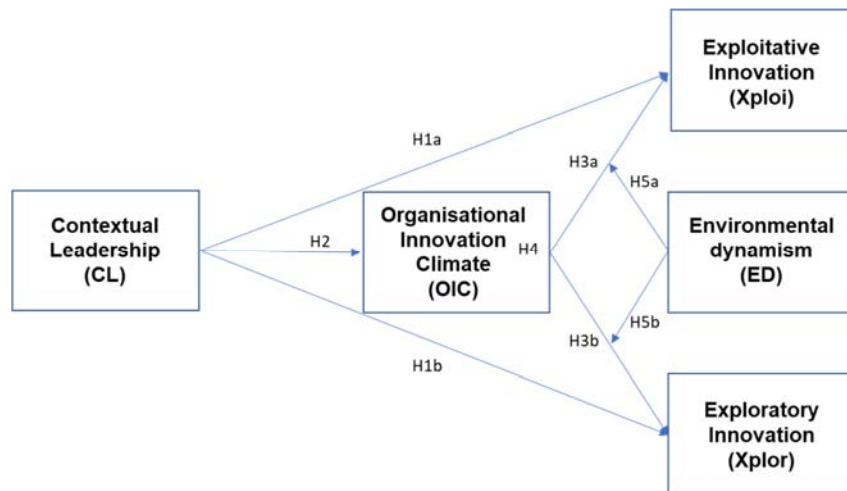 Exploitative
Innovation
(Xploi)
H1a
H3a
H5a
Contextual
Leadership
(CL)
H2
Organisational
Innovation
Climate
(OIC)
H4
Environmental
dynamism
(ED)
H5b
H3b
H1b
Exploratory
Innovation
(Xplor)